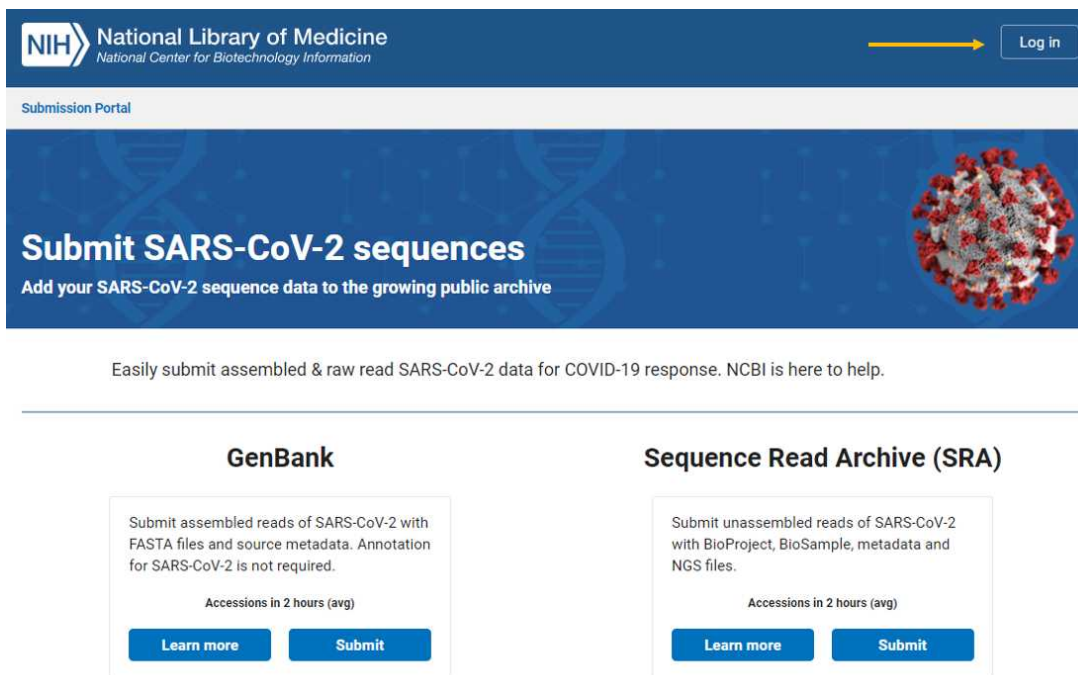 NIH National Library of Medicine
National Center for Biotechnology Information
Log in
Submission Portal
Submit SARS-CoV-2 sequences
Add your SARS-CoV-2 sequence data to the growing public archive
Easily submit assembled & raw read SARS-CoV-2 data for COVID-19 response. NCBI is here to help.
GenBank
Submit assembled reads of SARS-CoV-2 with
FASTA files and source metadata. Annotation
for SARS-CoV-2 is not required.
Accessions in 2 hours (avg)
Learn more
Submit
Sequence Read Archive (SRA)
Submit unassembled reads of SARS-CoV-2
with BioProject, BioSample, metadata and
NGS files.
Accessions in 2 hours (avg)
Learn more
Submit